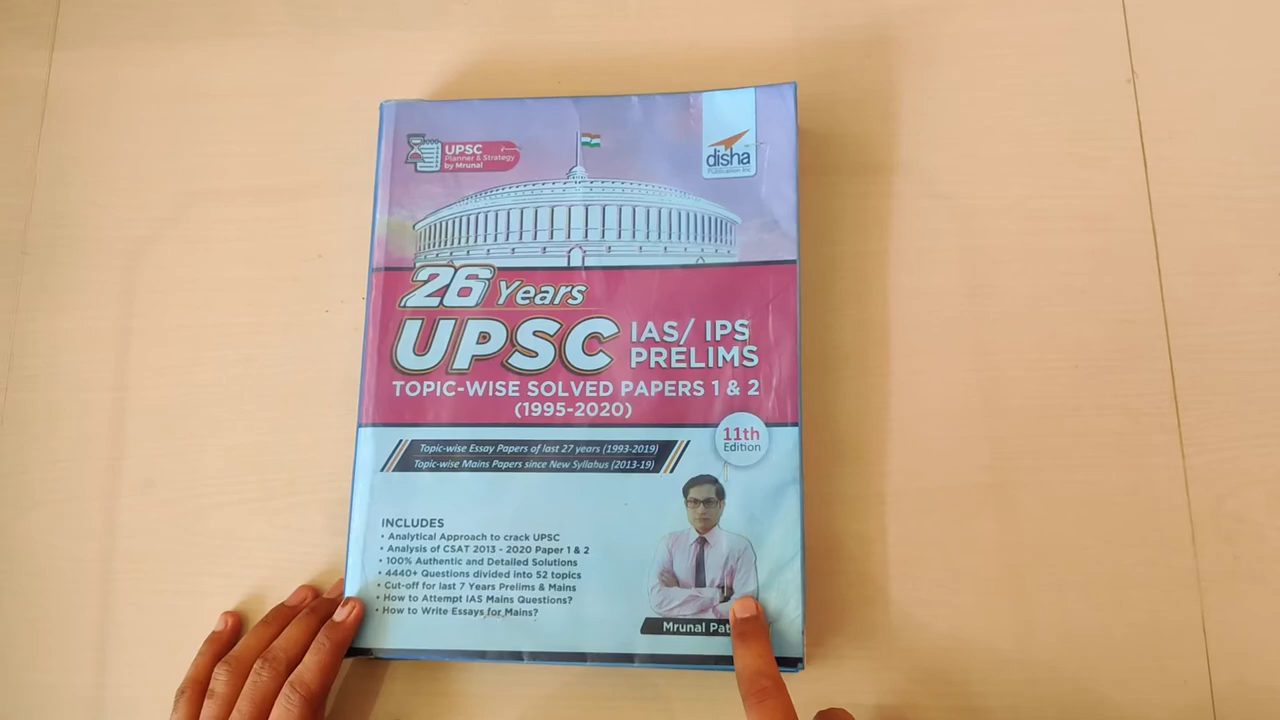 UPSC
Planner & Strategy
by Mrunal
disha
Publication Inc
26 Years
UPSC IAS/ IPS
PRELIMS
TOPIC-WISE SOLVED PAPERS 1 & 2
(1995-2020)
11th
Edition
Topic-wise Essay Papers of last 27 years (1993-2019)
Topic-wise Mains Papers since New Syllabus (2013-19)
INCLUDES
• Analytical Approach to crack UPSC
• Analysis of CSAT 2013 - 2020 Paper 1 & 2
• 100% Authentic and Detailed Solutions
• 4440+ Questions divided into 52 topics
• Cut-off for last 7 Years Prelims & Mains
• How to Attempt IAS Mains Questions?
• How to Write Essays for Mains?
Mrunal